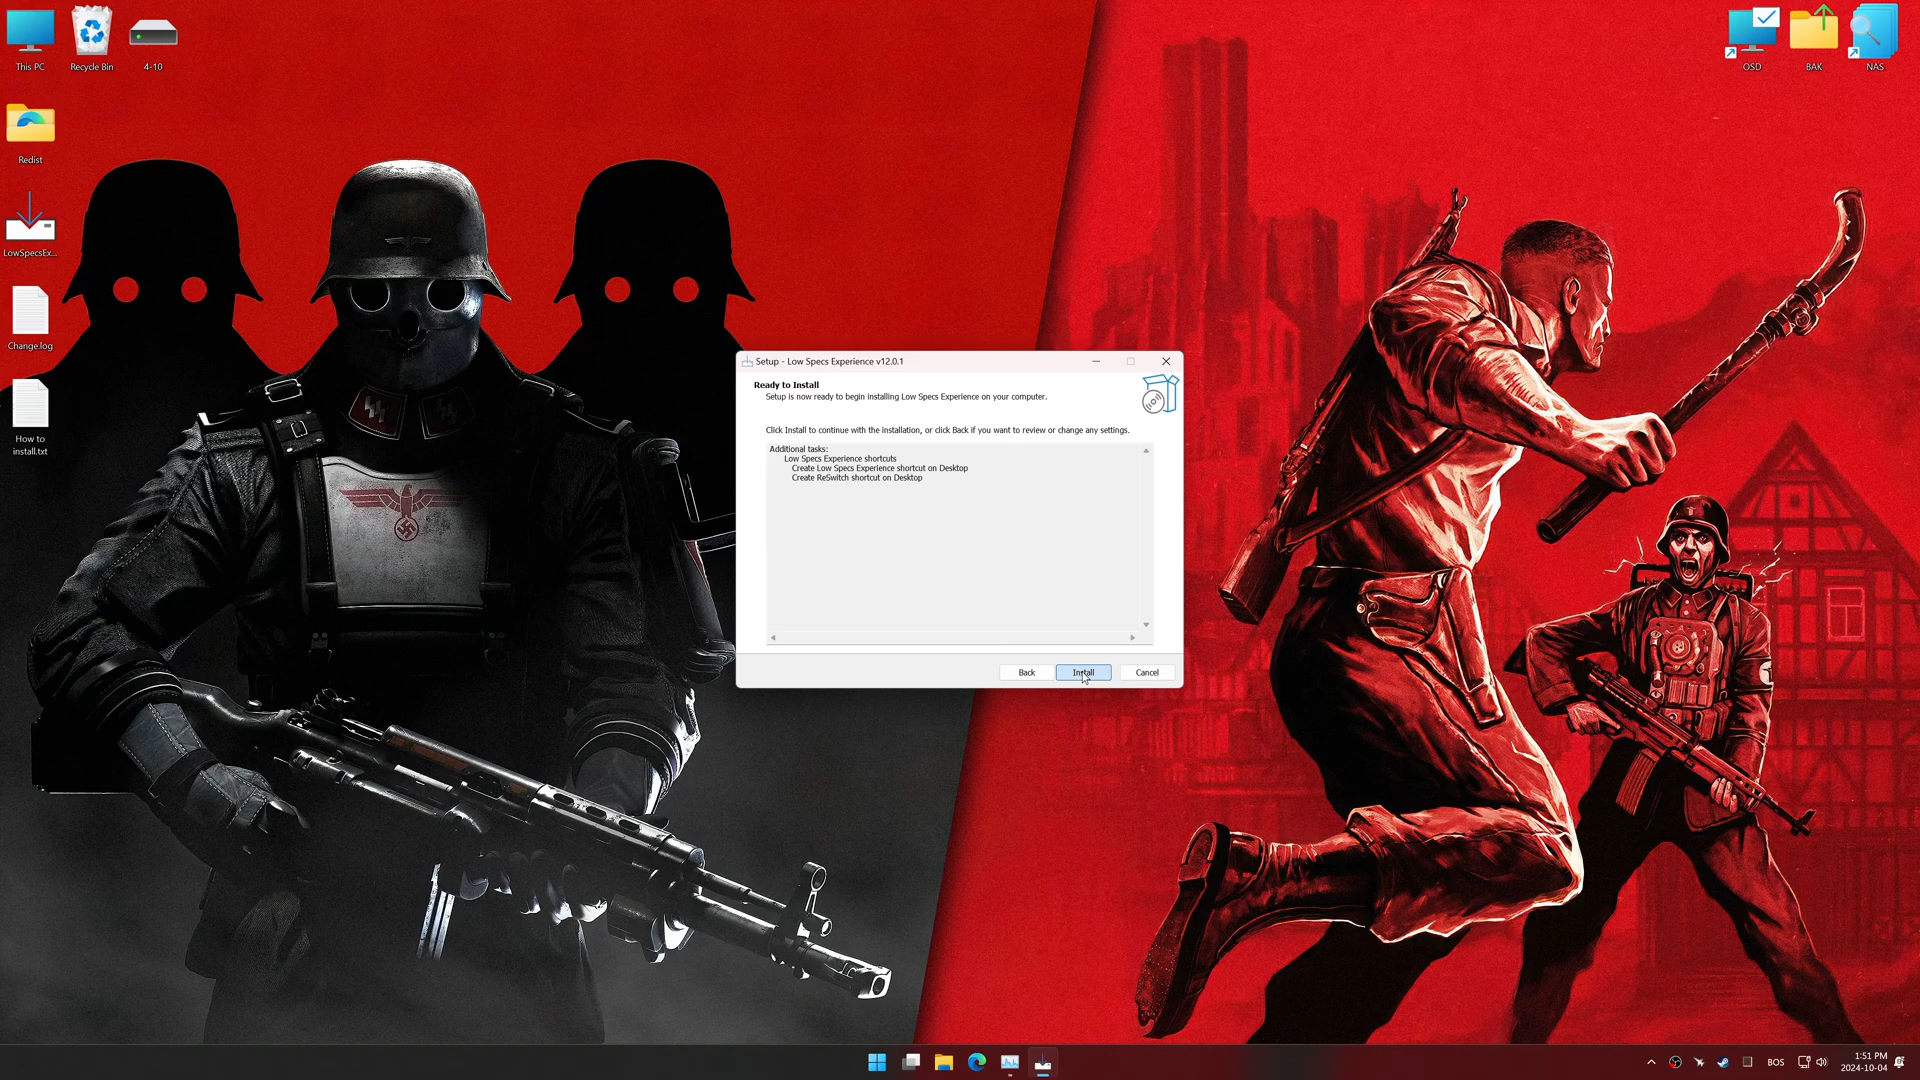 This PC
Recycle Bin
4-10
OSD
BAK
NAS
Redist
LowSpecsEx...
Change.log
How to
install.txt
Setup - Low Specs Experience v12.0.1
Ready to Install
Setup is now ready to begin installing Low Specs Experience on your computer.
Click Install to continue with the installation, or click Back if you want to review or change any settings.
Additional tasks:
Low Specs Experience shortcuts
Create Low Specs Experience shortcut on Desktop
Create ReSwitch shortcut on Desktop
Back
Install
Cancel
BOS
1:51 PM
2024-10-04